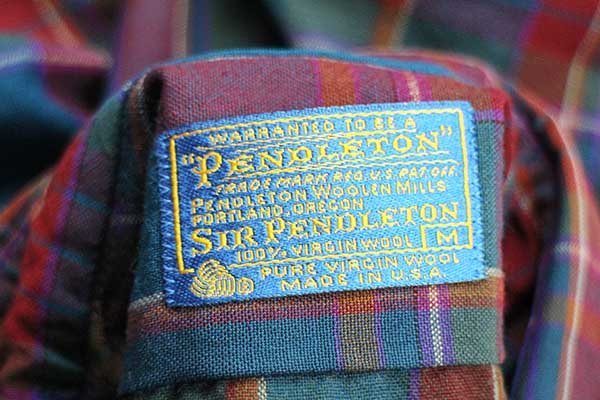 WARRANTED TO BE A
"PENDLETON"
TRADE MARK REG. U.S. PAT. OFF.
PENDLETON WOOLEN MILLS
PORTLAND, OREGON
SIR PENDLETON
100% VIRGIN WOOL M
PURE VIRGIN WOOL
MADE IN U.S.A.